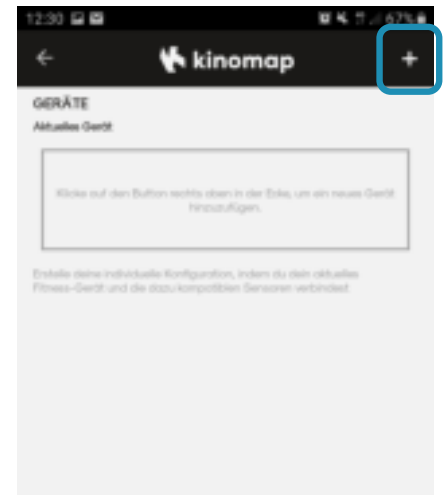 12:30 67%
kinomap +
GERÄTE
Aktuelles Gerät
Klicke auf den Button rechts oben in der Ecke, um ein neues Gerät
hinzuzufügen.
Erstelle deine individuelle Konfiguration, indem du dein aktuelles
Fitness-Gerät und die dazu kompatiblen Sensoren verbindest